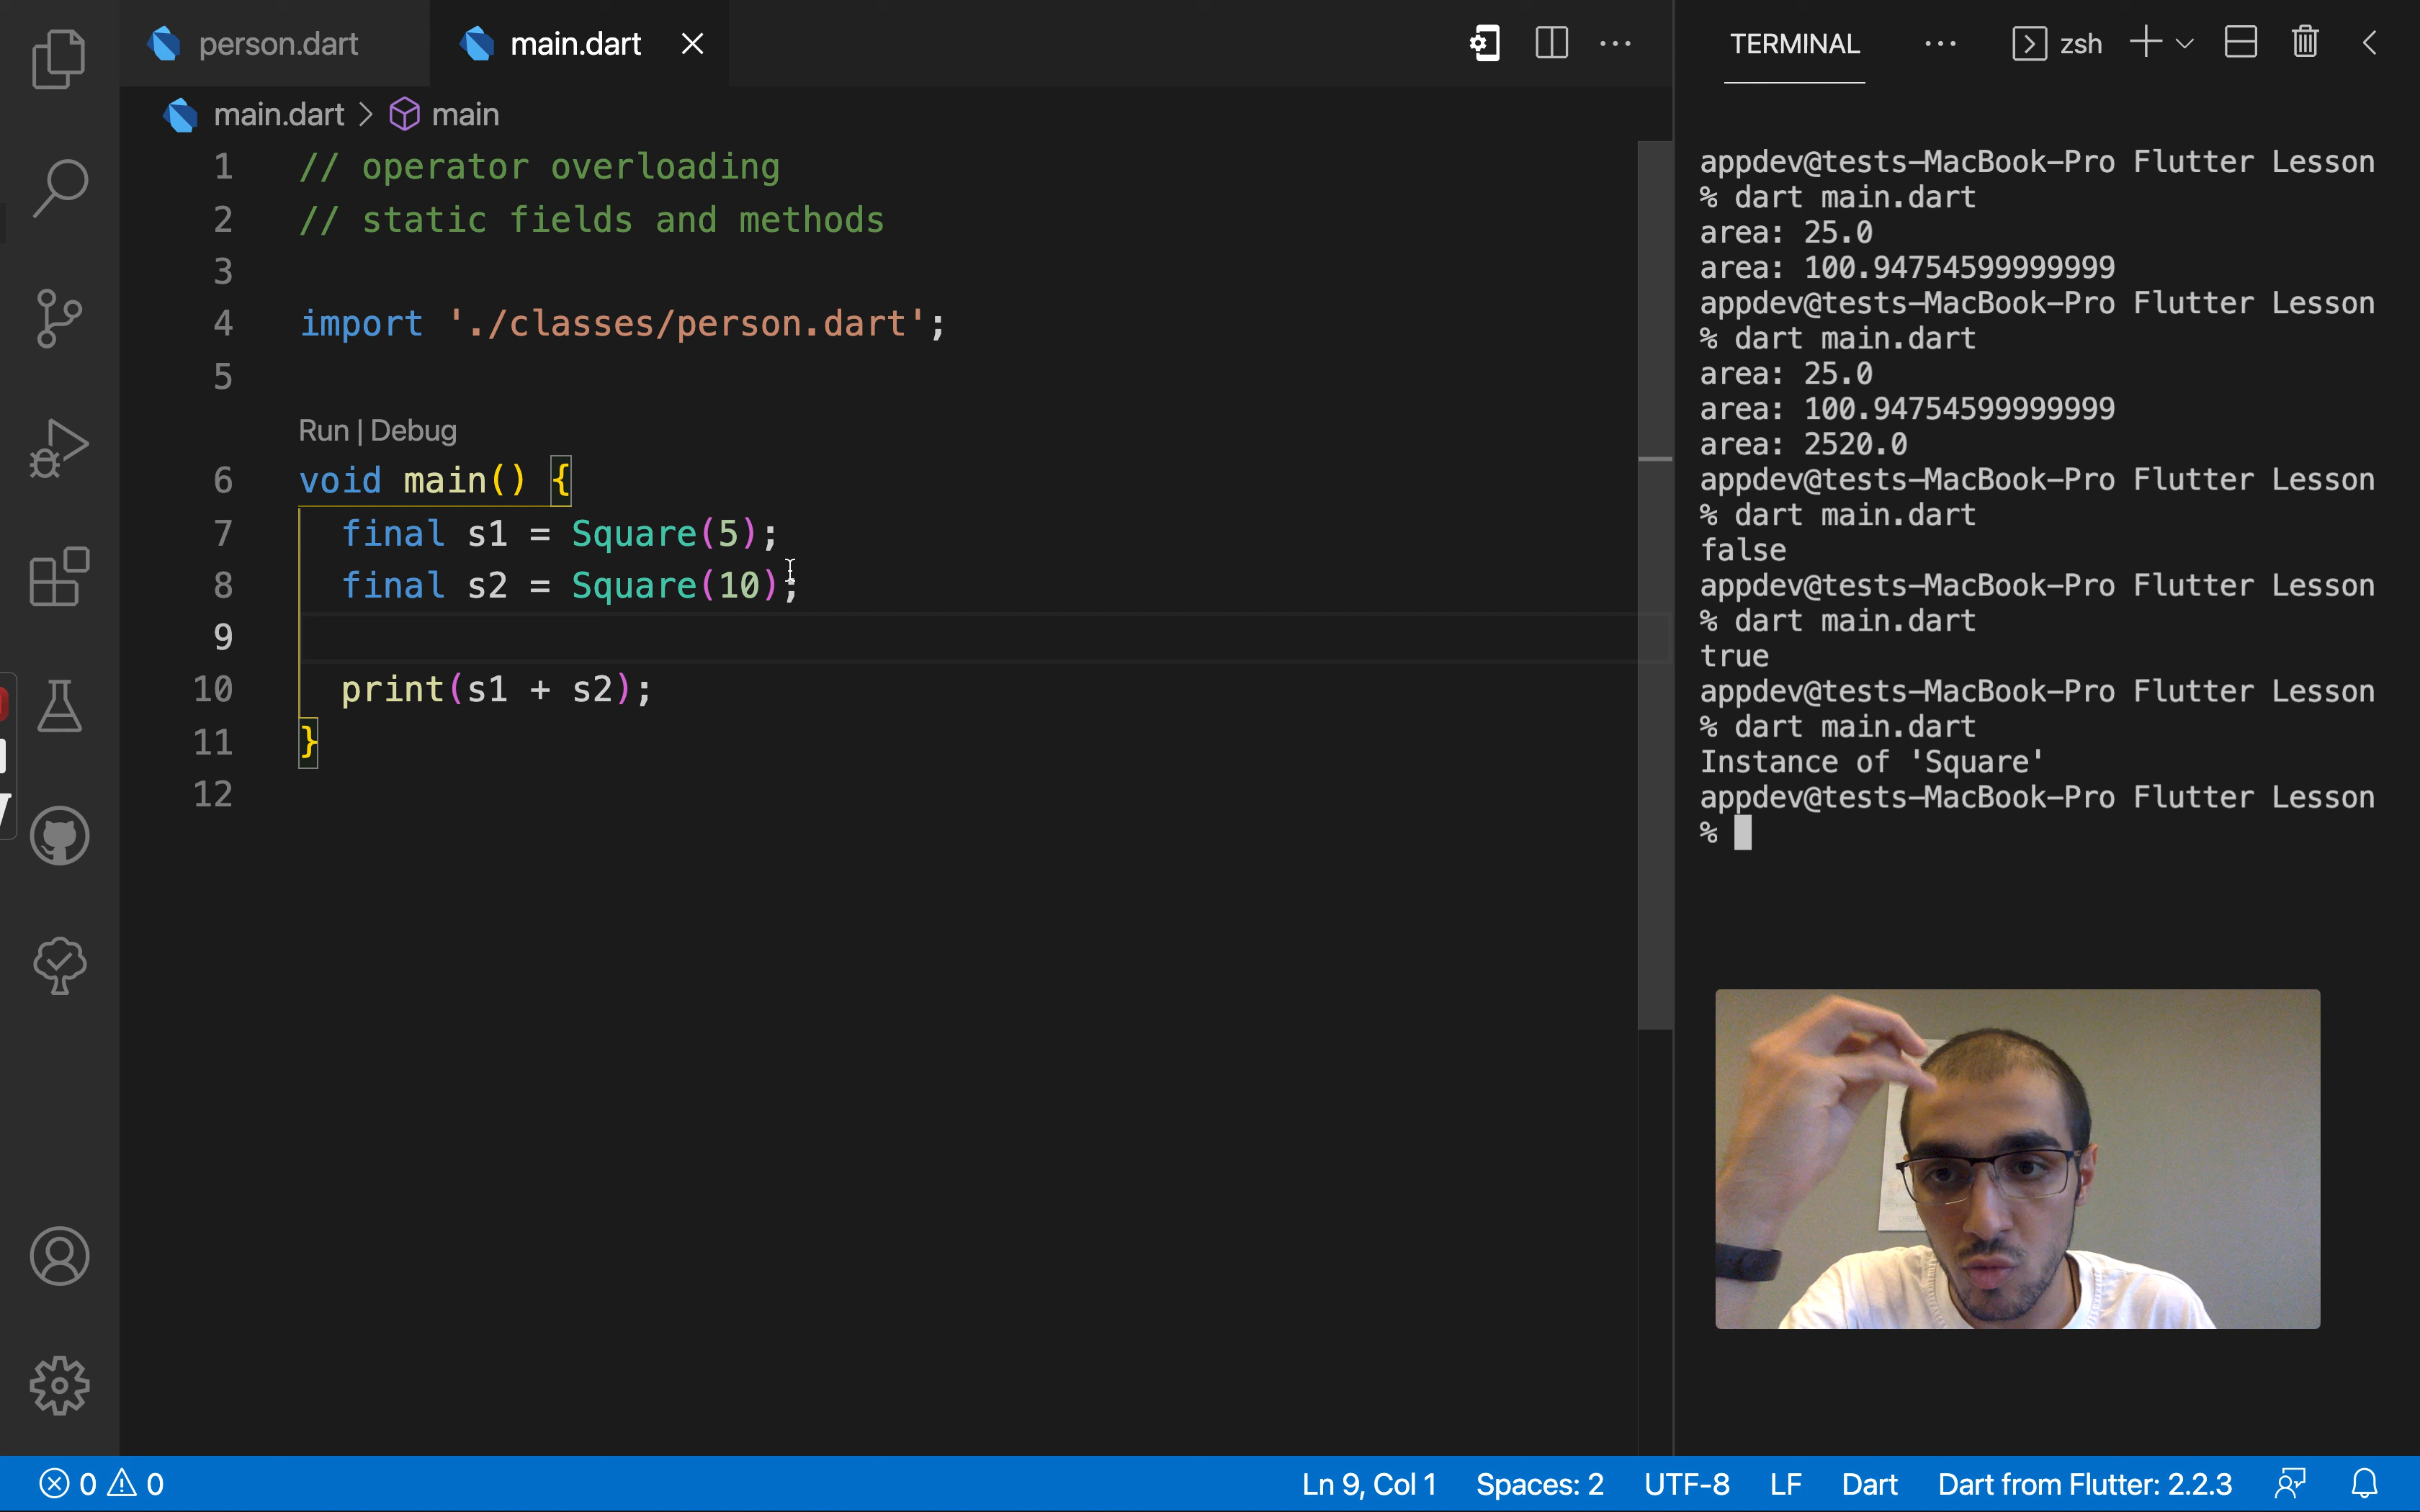 person.dart
main.dart
main.dart > main
1 // operator overloading
2 // static fields and methods
3
4 import './classes/person.dart';
5
Run | Debug
6 void main() {
7 final s1 = Square(5);
8 final s2 = Square(10);
9
10 print(s1 + s2);
11 }
12
TERMINAL
zsh
appdev@tests-MacBook-Pro Flutter Lesson
% dart main.dart
area: 25.0
area: 100.94754599999999
appdev@tests-MacBook-Pro Flutter Lesson
% dart main.dart
area: 25.0
area: 100.94754599999999
area: 2520.0
appdev@tests-MacBook-Pro Flutter Lesson
% dart main.dart
false
appdev@tests-MacBook-Pro Flutter Lesson
% dart main.dart
true
appdev@tests-MacBook-Pro Flutter Lesson
% dart main.dart
Instance of 'Square'
appdev@tests-MacBook-Pro Flutter Lesson
%
0 0
Ln 9, Col 1
Spaces: 2
UTF-8
LF
Dart
Dart from Flutter: 2.2.3